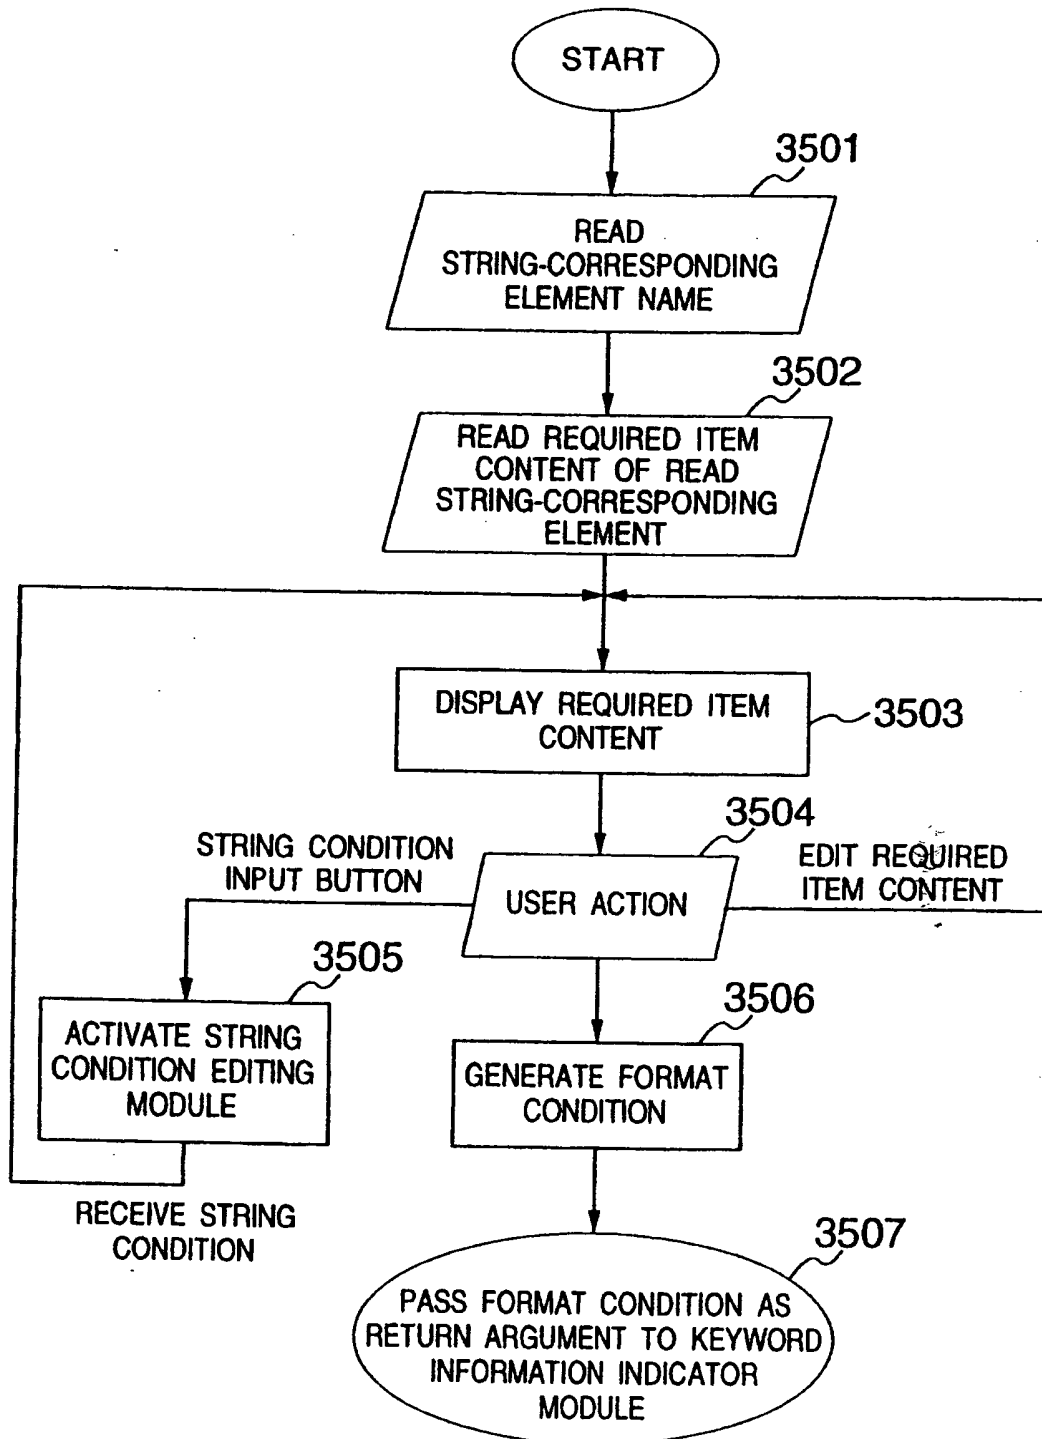 START
3501
READ
STRING-CORRESPONDING
ELEMENT NAME
3502
READ REQUIRED ITEM
CONTENT OF READ
STRING-CORRESPONDING
ELEMENT
DISPLAY REQUIRED ITEM
CONTENT
3503
3504
STRING CONDITION
INPUT BUTTON
USER ACTION
EDIT REQUIRED
ITEM CONTENT
3505
ACTIVATE STRING
CONDITION EDITING
MODULE
3506
GENERATE FORMAT
CONDITION
RECEIVE STRING
CONDITION
3507
PASS FORMAT CONDITION AS
RETURN ARGUMENT TO KEYWORD
INFORMATION INDICATOR
MODULE